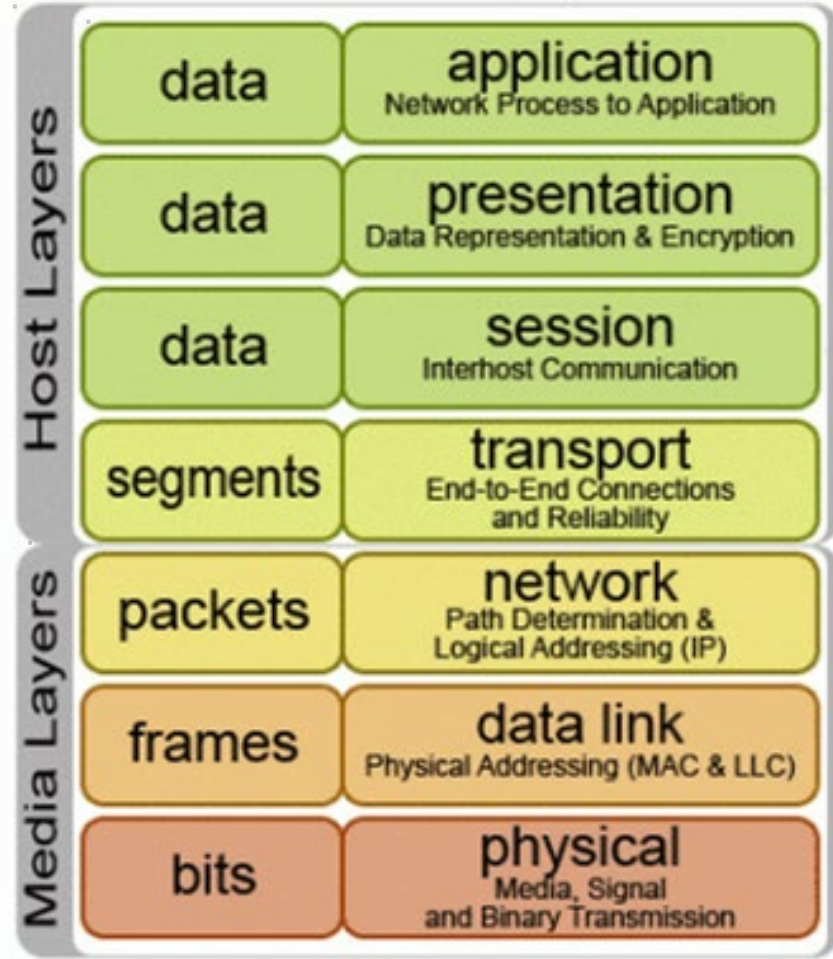 Host Layers
data
application
Network Process to Application
data
presentation
Data Representation & Encryption
data
session
Interhost Communication
segments
transport
End-to-End Connections
and Reliability
Media Layers
packets
network
Path Determination &
Logical Addressing (IP)
frames
data link
Physical Addressing (MAC & LLC)
bits
physical
Media, Signal
and Binary Transmission